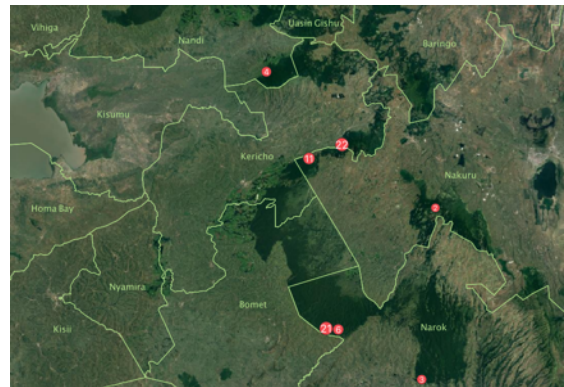 Vihiga
Uasin Gishu
Nandi
Baringo
4
Kisumu
22
Kericho
11
Nakuru
Homa Bay
Nyamira
Bomet
Kisii
21
6
Narok
3